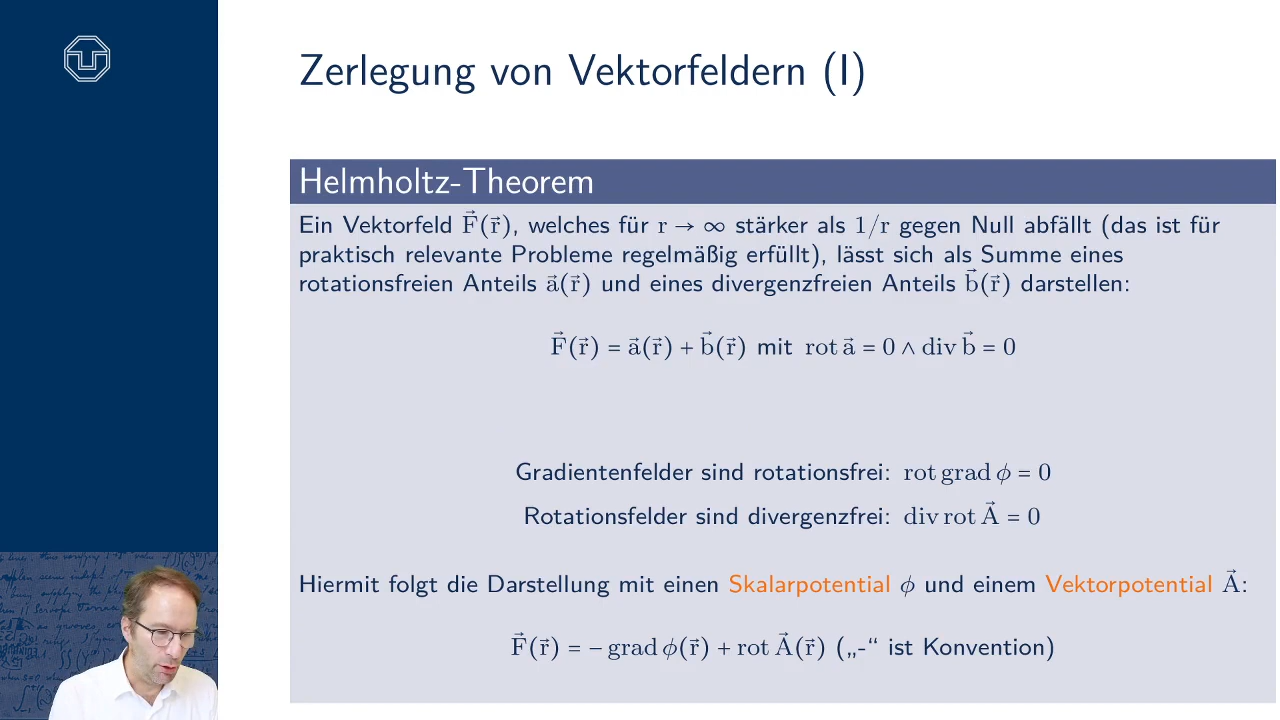 Zerlegung von Vektorfeldern (I)
Helmholtz-Theorem
Ein Vektorfeld F⃗(r⃗), welches für r → ∞ stärker als 1/r gegen Null abfällt (das ist für
praktisch relevante Probleme regelmäßig erfüllt), lässt sich als Summe eines
rotationsfreien Anteils a⃗(r⃗) und eines divergenzfreien Anteils b⃗(r⃗) darstellen:
F⃗(r⃗) = a⃗(r⃗) + b⃗(r⃗) mit rot a⃗ = 0 ∧ div b⃗ = 0
Gradientenfelder sind rotationsfrei: rot grad ϕ = 0
Rotationsfelder sind divergenzfrei: div rot A⃗ = 0
Hiermit folgt die Darstellung mit einen Skalarpotential ϕ und einem Vektorpotential A⃗:
F⃗(r⃗) = − grad ϕ(r⃗) + rot A⃗(r⃗) („-“ ist Konvention)